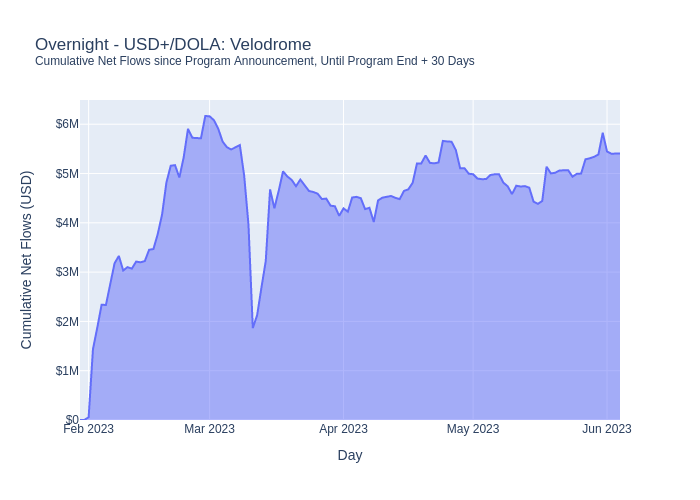 Overnight - USD+/DOLA: Velodrome
Cumulative Net Flows since Program Announcement, Until Program End + 30 Days
Cumulative Net Flows (USD)
$6M
$5M
$4M
$3M
$2M
$1M
$0
Feb 2023 Mar 2023 Apr 2023 May 2023 Jun 2023
Day